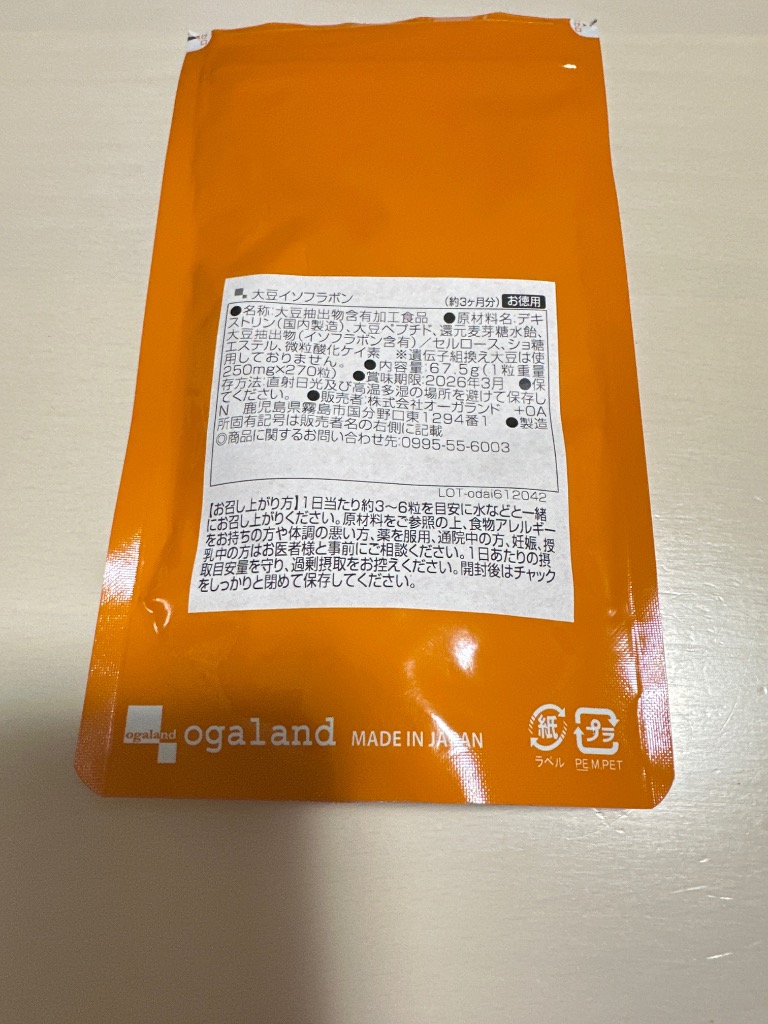 大豆イソフラボン (約3ヶ月分) お徳用
●名称:大豆抽出物含有加工食品 ●原材料名:デキ
ストリン(国内製造)、大豆ペプチド、還元麦芽糖水飴、
大豆抽出物(イソフラボン含有)/セルロース、ショ糖
エステル、微粒酸化ケイ素 ※遺伝子組換え大豆は使
用しておりません。 ●内容量:67.5g(1粒重量
250mg×270粒) ●賞味期限:2026年3月 ●保
存方法:直射日光及び高温多湿の場所を避けて保存し
てください。 ●販売者:株式会社オーガランド +OA
N 鹿児島県霧島市国分野口東1294番1 ●製造
所固有記号は販売者名の右側に記載
◎商品に関するお問い合わせ先:0995-55-6003
LOT-odai612042
【お召し上がり方】1日当たり約3~6粒を目安に水などと一緒
にお召し上がりください。原材料をご参照の上、食物アレルギー
をお持ちの方や体調の悪い方、薬を服用、通院中の方、妊娠、授
乳中の方はお医者様と事前にご相談ください。1日あたりの摂
取目安量を守り、過剰摂取をお控えください。開封後はチャック
をしっかりと閉めて保存してください。
ogaland ogaland MADE IN JAPAN
紙 プラ
ラベル PE,M,PET